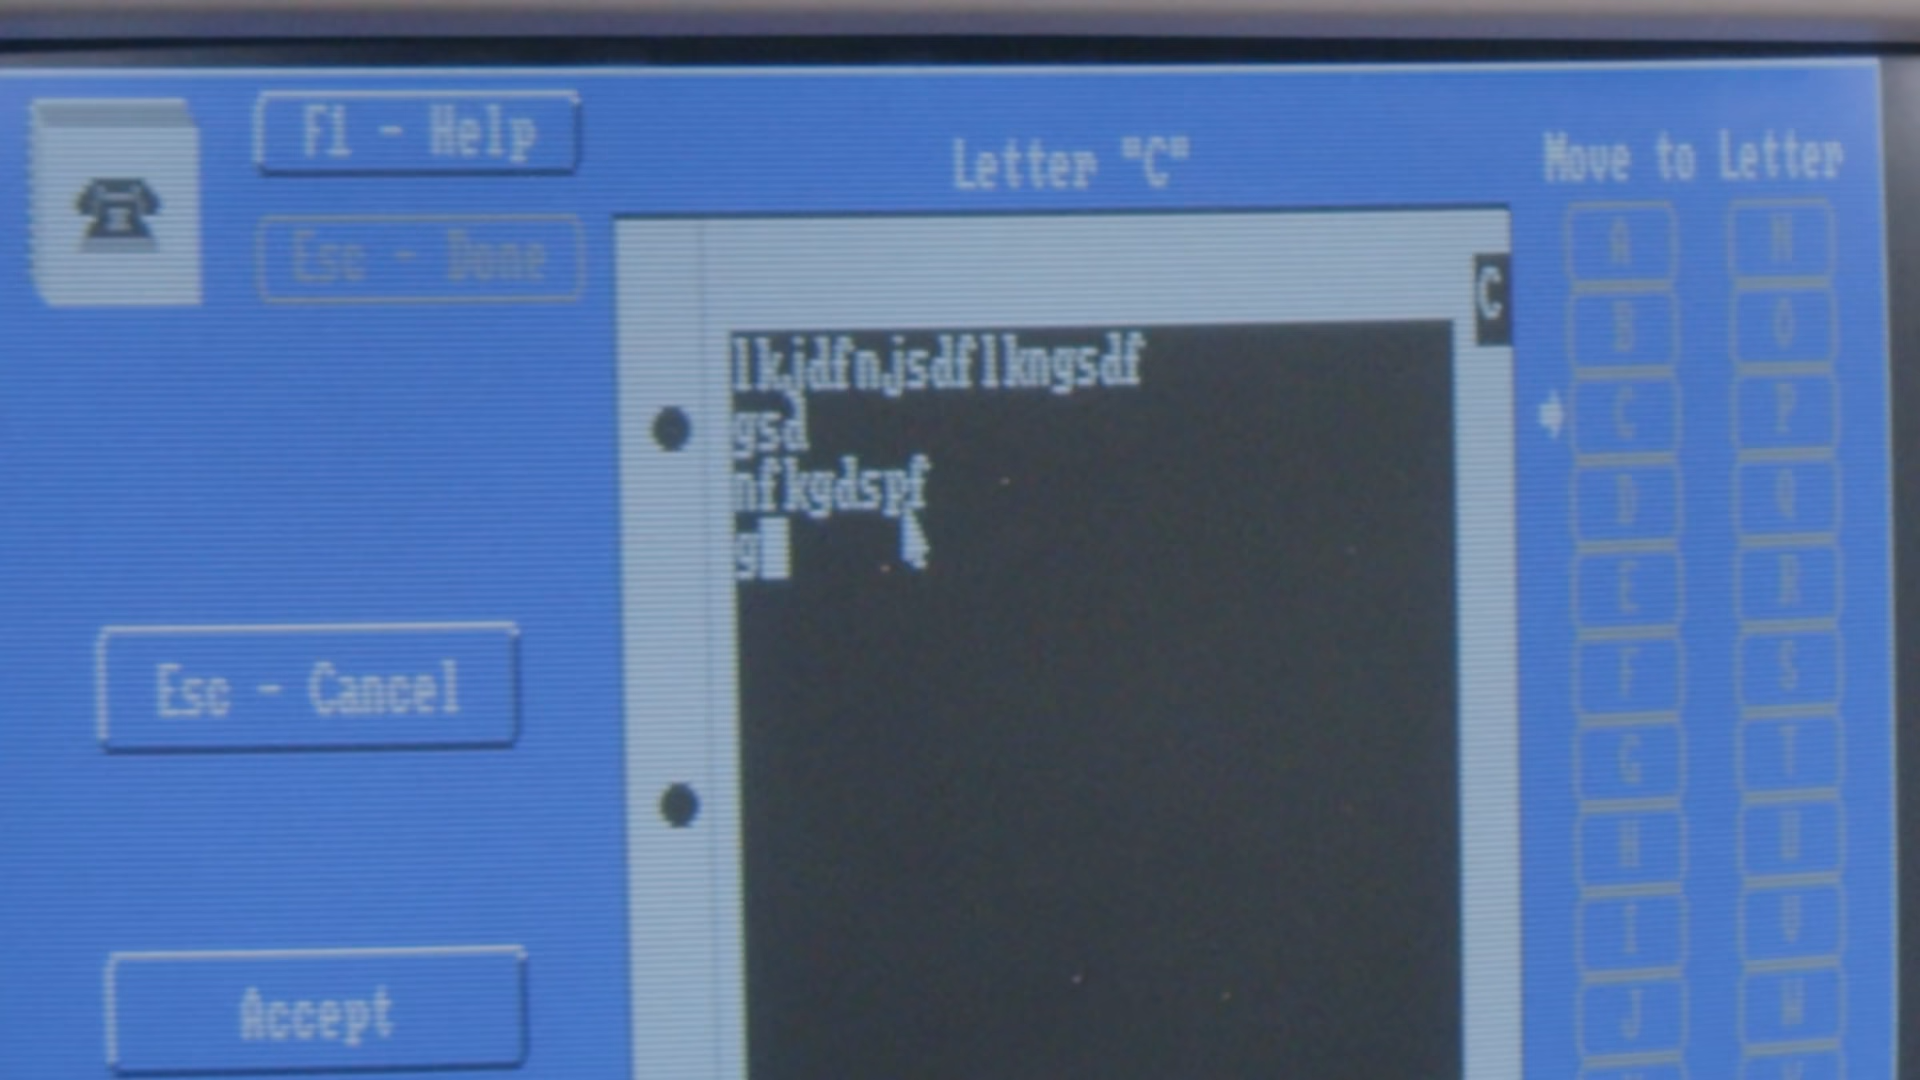 F1 - Help
Esc - Done
Letter "C"
Move to Letter
C
lkjdfnjsdflkngsdf
gsd
nfkgdspf
g
Esc - Cancel
Accept
A N
B O
C P
D Q
E R
F S
G T
H U
I V
J W